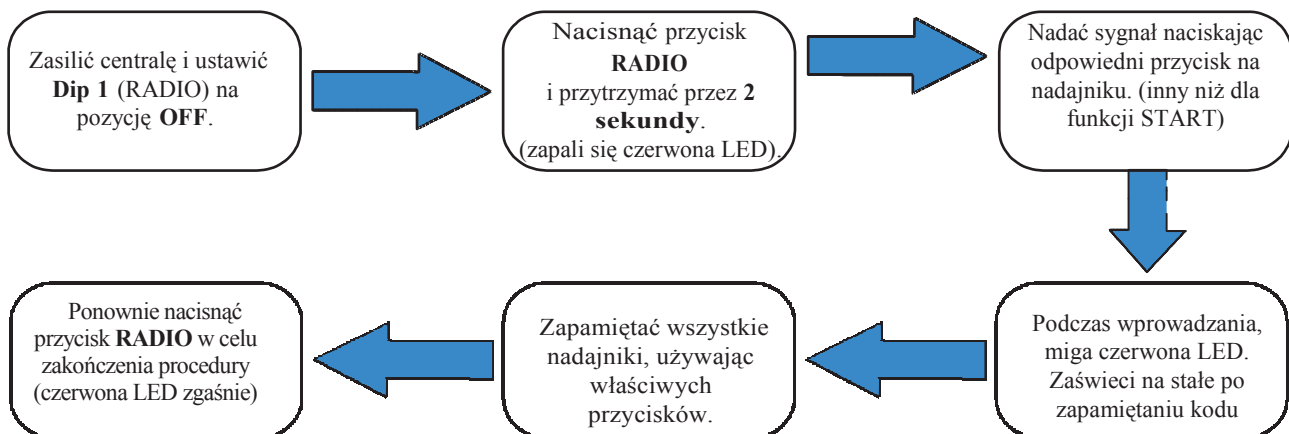 Zasilić centralę i ustawić
Dip 1 (RADIO) na
pozycję OFF.
Nacisnąć przycisk
RADIO
i przytrzymać przez 2
sekundy.
(zapali się czerwona LED).
Nadać sygnał naciskając
odpowiedni przycisk na
nadajniku. (inny niż dla
funkcji START)
Podczas wprowadzania,
miga czerwona LED.
Zaświeci na stałe po
zapamiętaniu kodu
Zapamiętać wszystkie
nadajniki, używając
właściwych
przycisków.
Ponownie nacisnąć
przycisk RADIO w celu
zakończenia procedury
(czerwona LED zgaśnie)